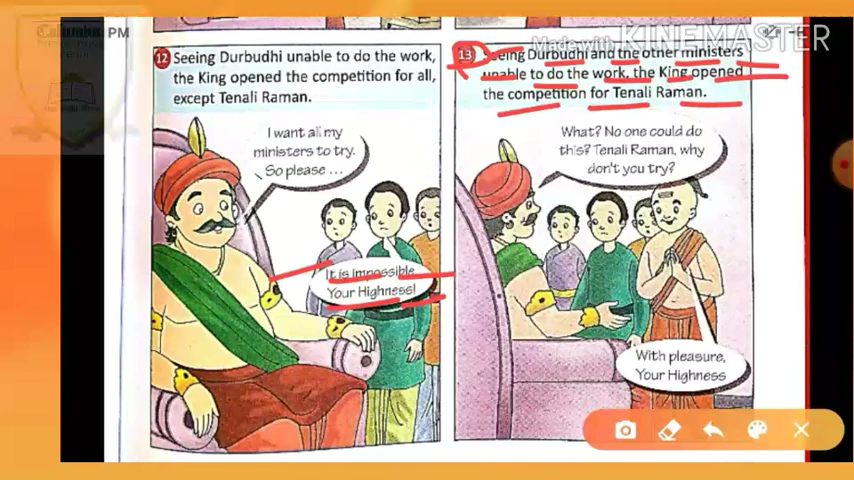 PM
Made with KINEMASTER
12 Seeing Durbudhi unable to do the work,
the King opened the competition for all,
except Tenali Raman.
I want all my
ministers to try.
So please ...
It is Impossible
Your Highness!
13 Seeing Durbudhi and the other ministers
unable to do the work, the King opened
the competition for Tenali Raman.
What? No one could do
this? Tenali Raman, why
don't you try?
With pleasure,
Your Highness